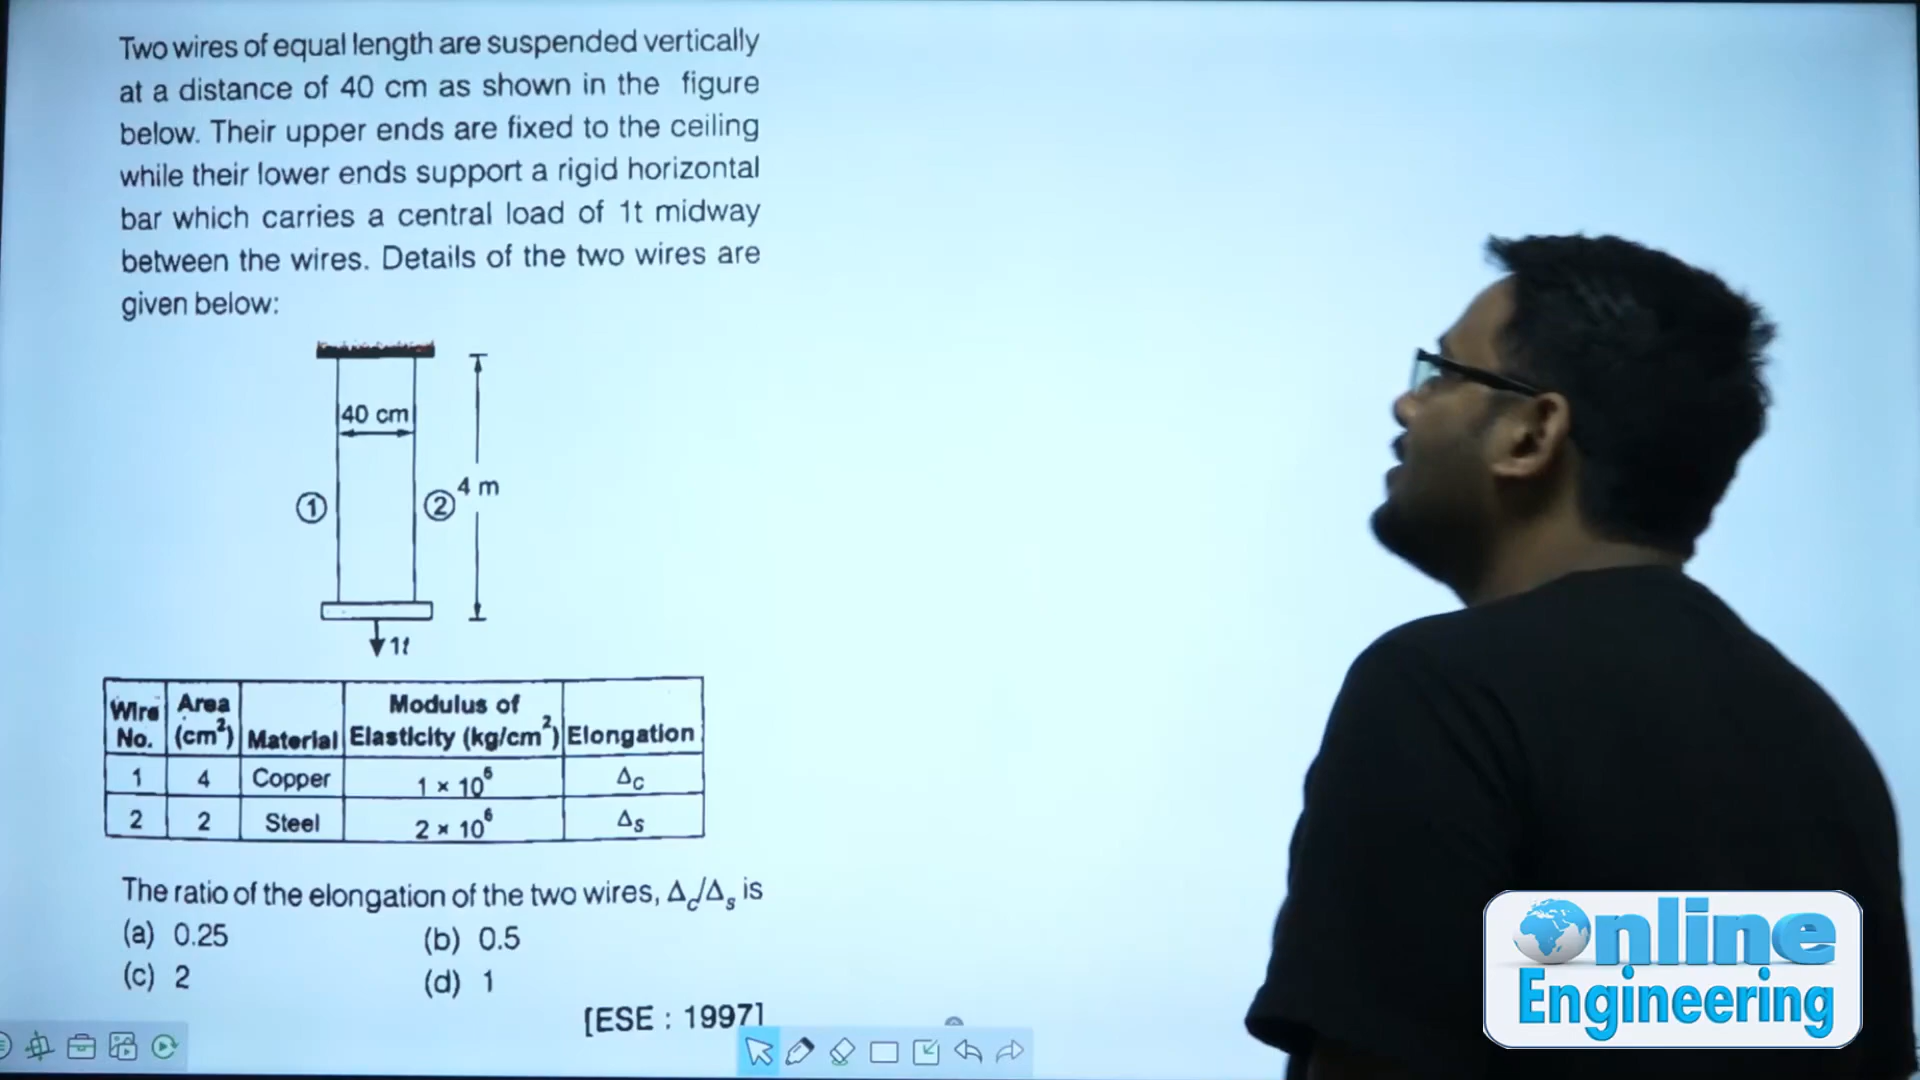 Two wires of equal length are suspended vertically
at a distance of 40 cm as shown in the figure
below. Their upper ends are fixed to the ceiling
while their lower ends support a rigid horizontal
bar which carries a central load of 1t midway
between the wires. Details of the two wires are
given below:
40 cm
① ② 4 m
1t
Wire No. Area (cm²) Material Modulus of Elasticity (kg/cm²) Elongation
1 4 Copper 1 × 10⁶ Δc
2 2 Steel 2 × 10⁶ Δs
The ratio of the elongation of the two wires, Δc/Δs is
(a) 0.25 (b) 0.5
(c) 2 (d) 1
[ESE : 1997]
Online
Engineering